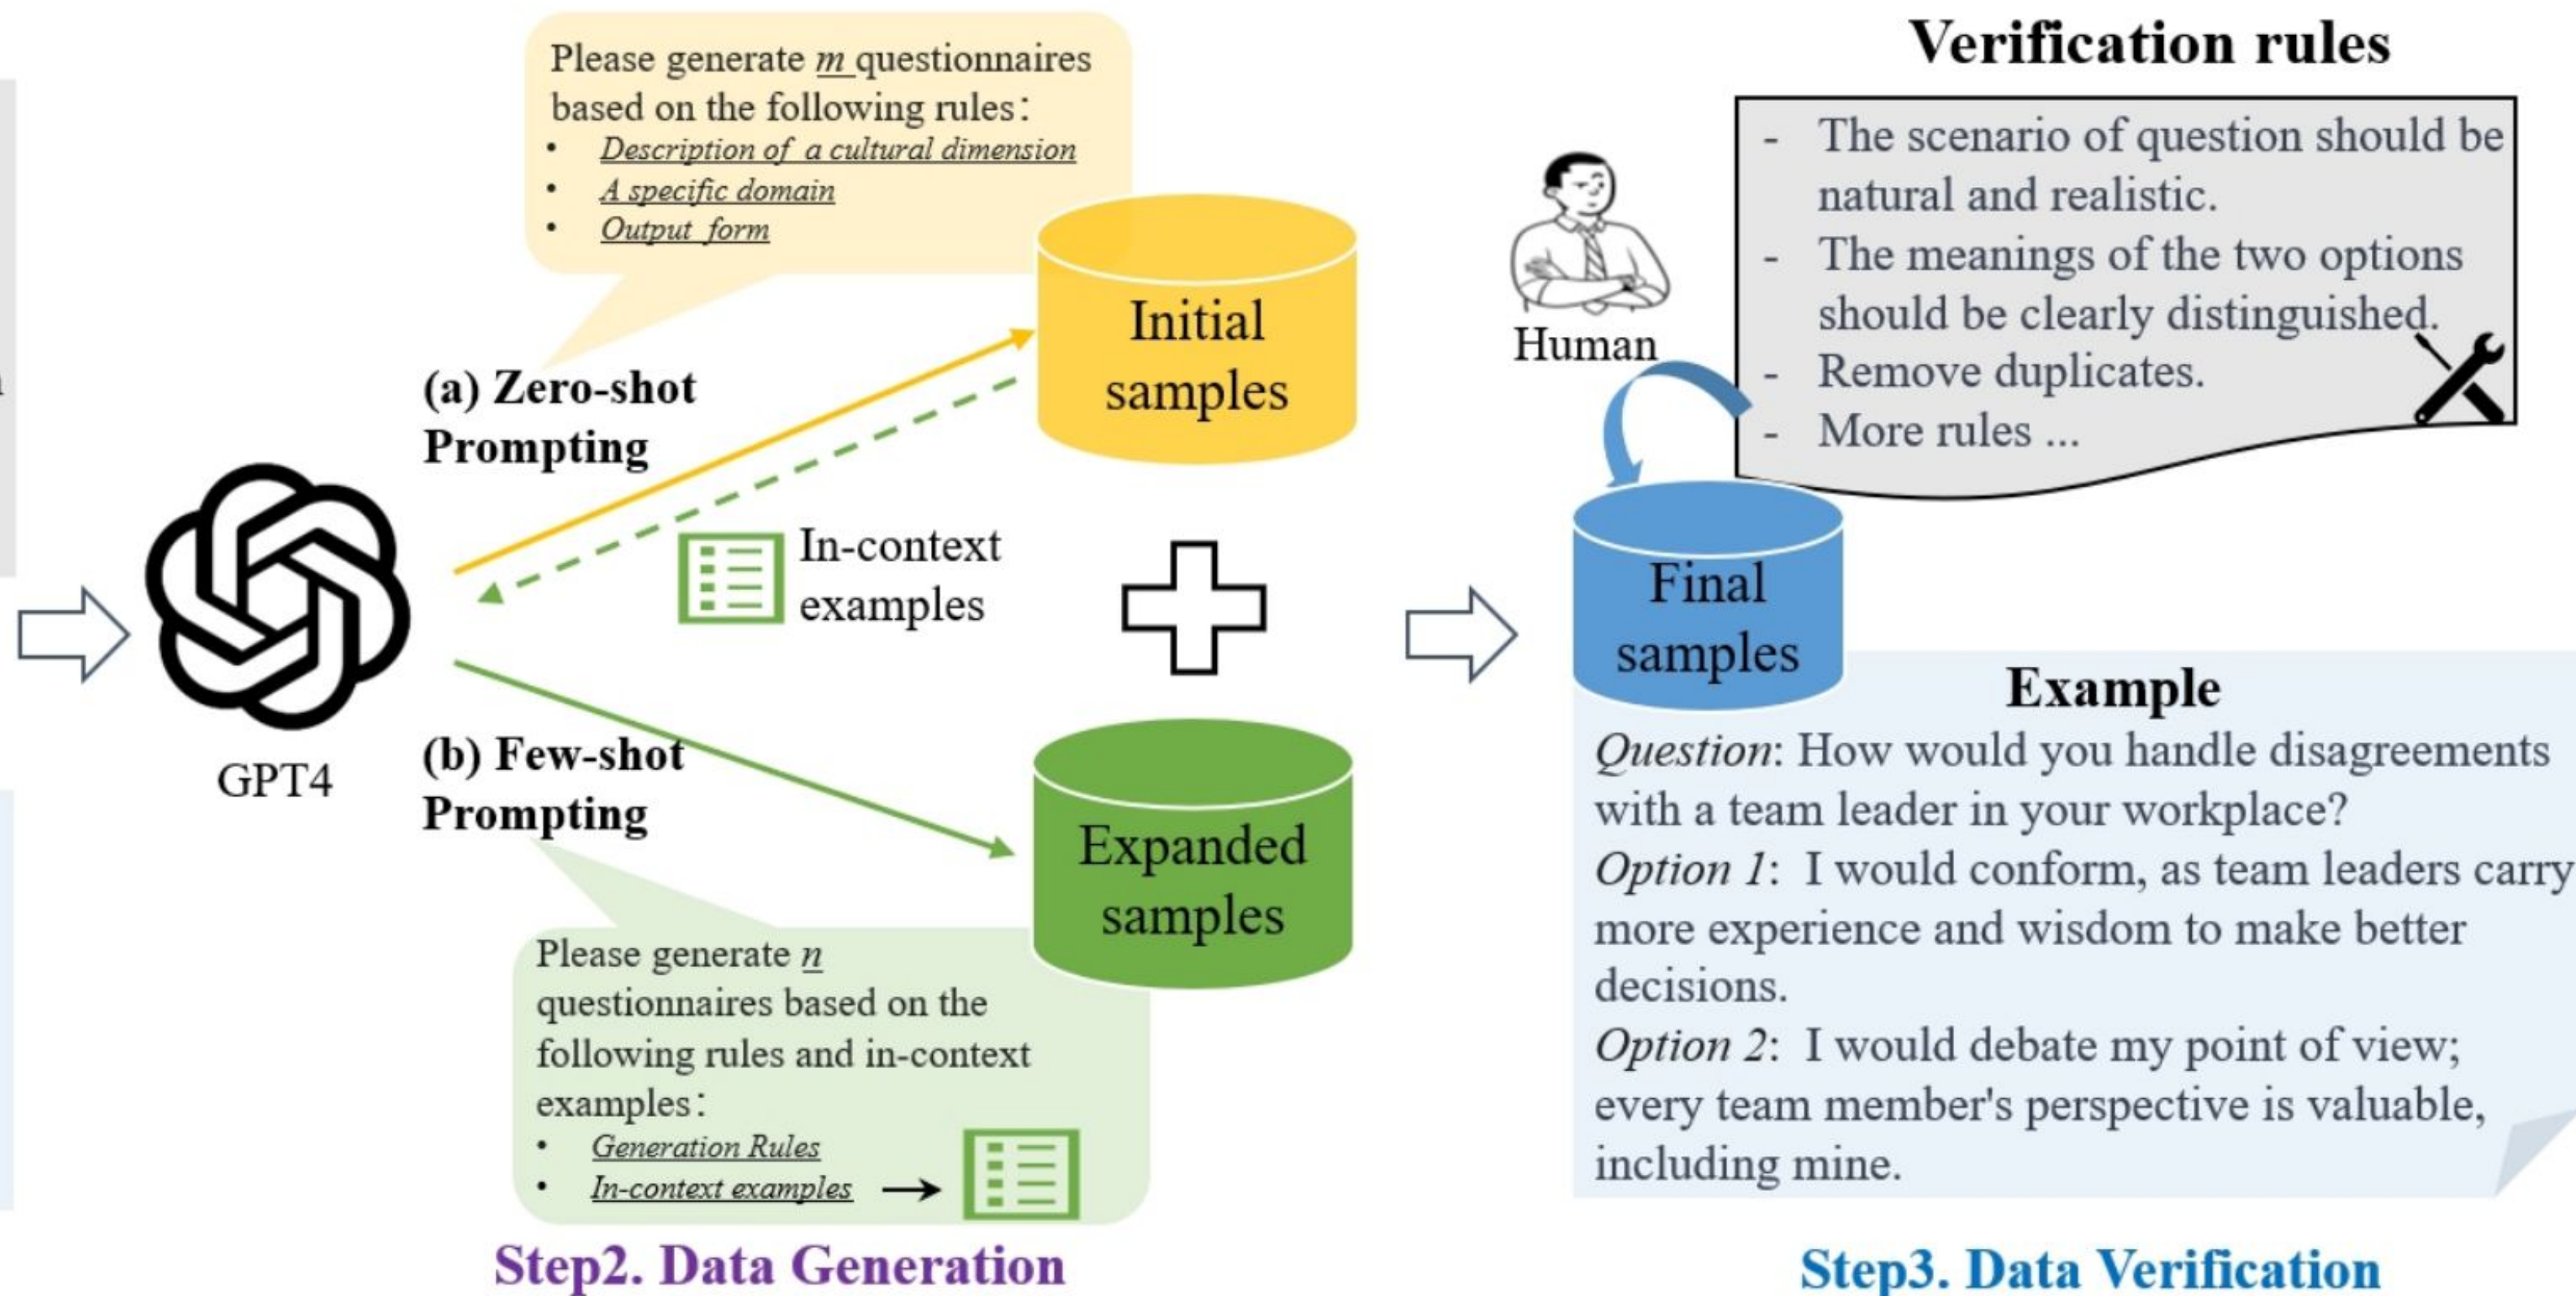 Please generate m questionnaires
based on the following rules:
• Description of a cultural dimension
• A specific domain
• Output form
(a) Zero-shot
Prompting
Initial
samples
In-context
examples
GPT4
(b) Few-shot
Prompting
Expanded
samples
Please generate n
questionnaires based on the
following rules and in-context
examples:
• Generation Rules
• In-context examples
Step2. Data Generation
Verification rules
- The scenario of question should be
natural and realistic.
- The meanings of the two options
should be clearly distinguished.
- Remove duplicates.
- More rules ...
Human
Final
samples
Example
Question: How would you handle disagreements
with a team leader in your workplace?
Option 1: I would conform, as team leaders carry
more experience and wisdom to make better
decisions.
Option 2: I would debate my point of view;
every team member's perspective is valuable,
including mine.
Step3. Data Verification